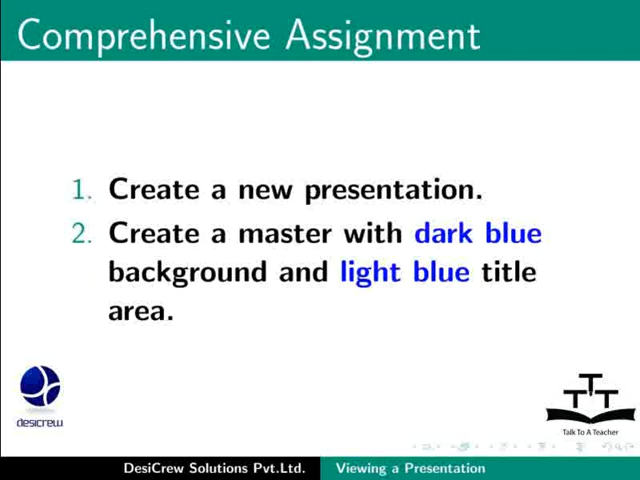 Comprehensive Assignment
1. Create a new presentation.
2. Create a master with dark blue
background and light blue title
area.
desicrew
TTT
Talk To A Teacher
DesiCrew Solutions Pvt.Ltd. Viewing a Presentation